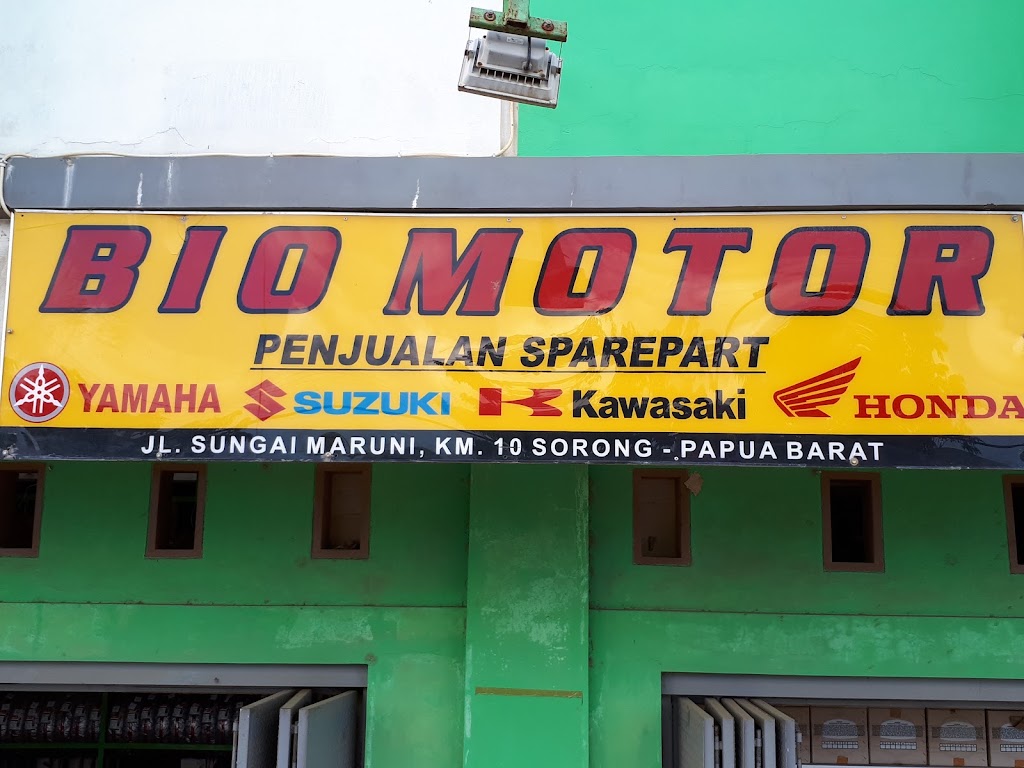 BIO MOTOR
PENJUALAN SPAREPART
YAMAHA SUZUKI Kawasaki HONDA
JL. SUNGAI MARUNI, KM. 10 SORONG - PAPUA BARAT